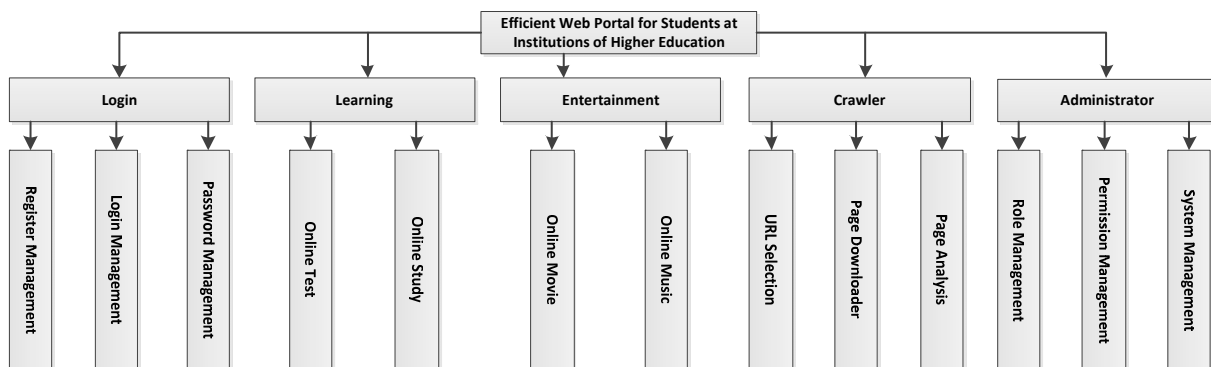 Efficient Web Portal for Students at
Institutions of Higher Education
Login
Learning
Entertainment
Crawler
Administrator
Register Management
Login Management
Password Management
Online Test
Online Study
Online Movie
Online Music
URL Selection
Page Downloader
Page Analysis
Role Management
Permission Management
System Management